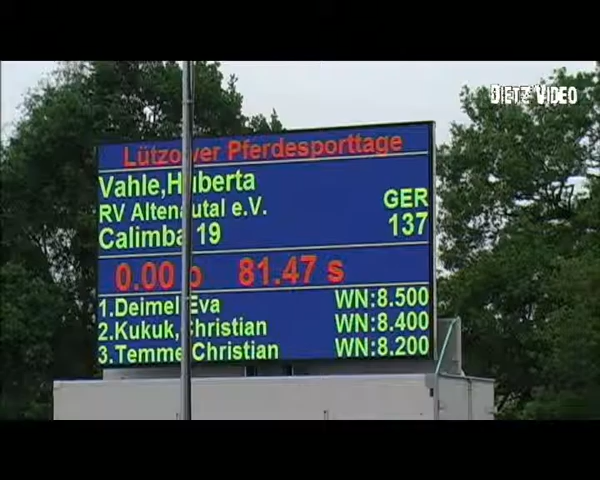 DIETZ VIDEO
Lützower Pferdesporttage
Vahle,Huberta
RV Altenautal e.V. GER
Calimba 19 137
0.00 p 81.47 s
1.Deimel Eva WN:8.500
2.Kukuk,Christian WN:8.400
3.Temme,Christian WN:8.200